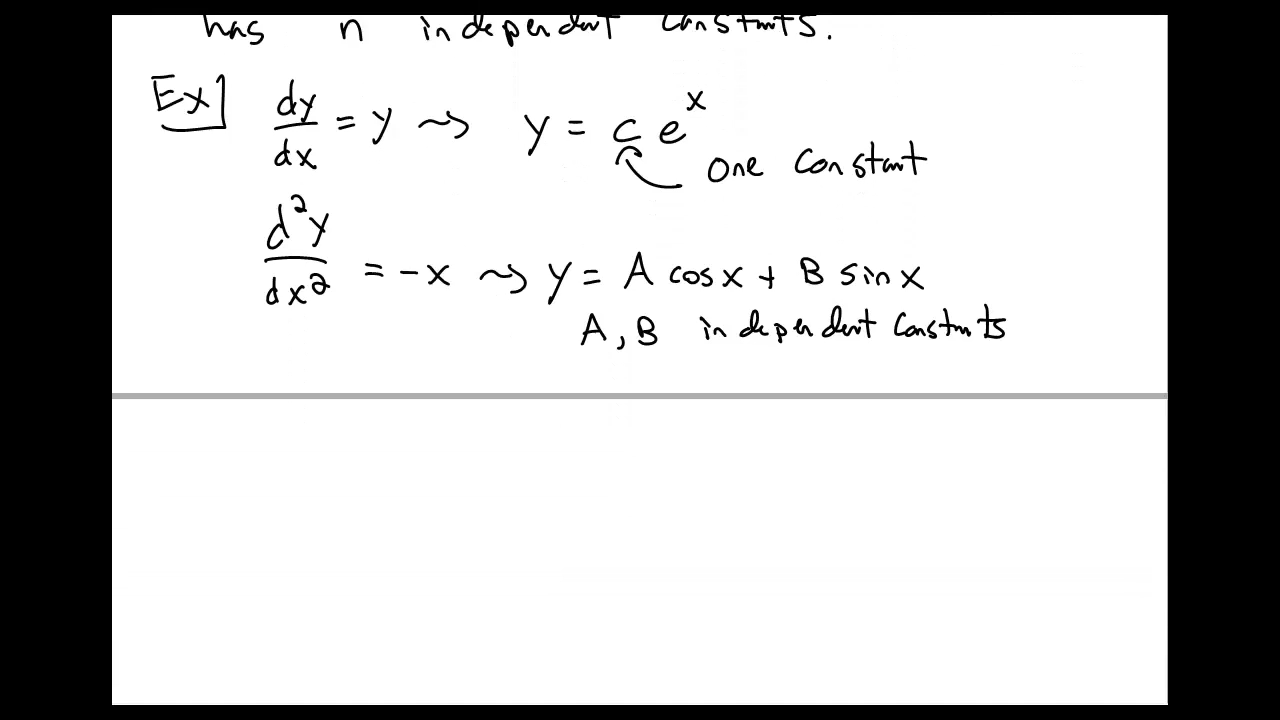 has n independent constants.
Ex] dy/dx = y ⇝ y = c e^x
one constant
d²y/dx² = -x ⇝ y = A cos x + B sin x
A, B independent constants